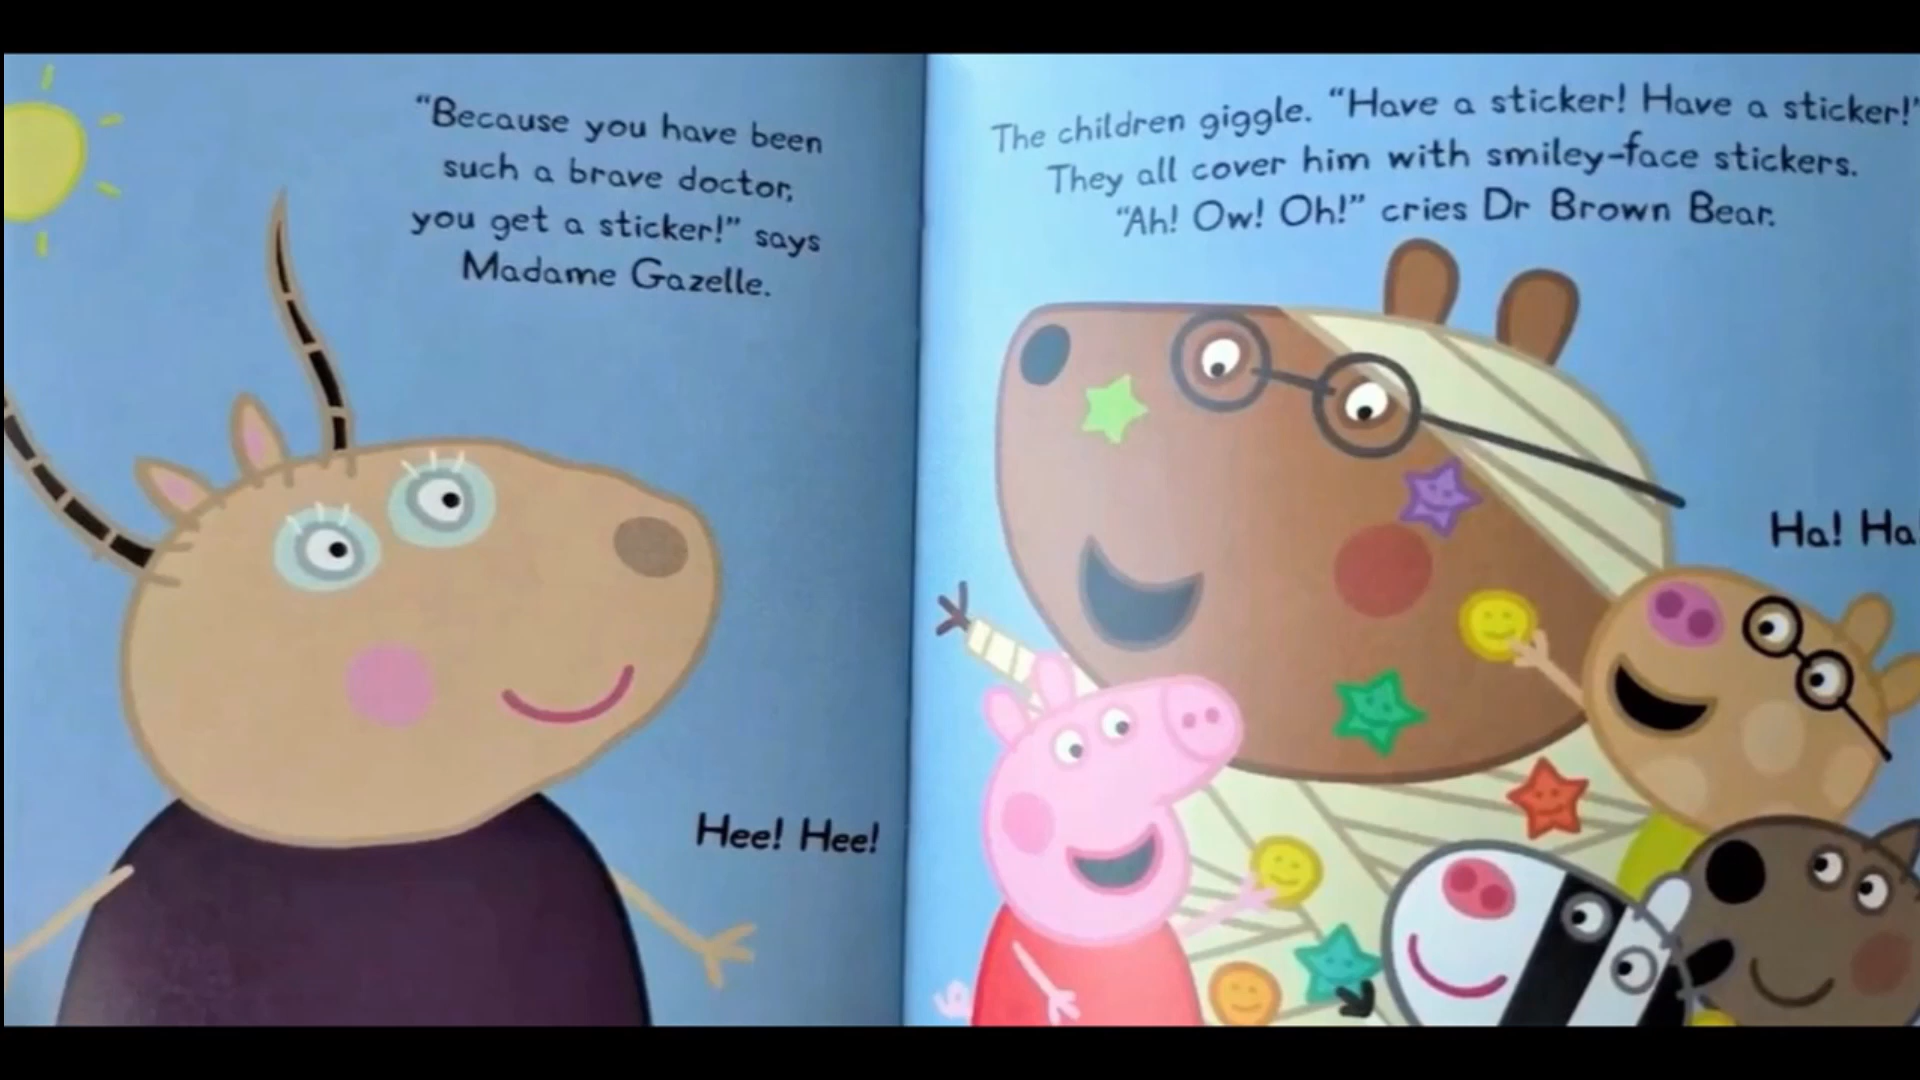 “Because you have been
such a brave doctor,
you get a sticker!” says
Madame Gazelle.
Hee! Hee!
The children giggle. “Have a sticker! Have a sticker!”
They all cover him with smiley-face stickers.
“Ah! Ow! Oh!” cries Dr Brown Bear.
Ha! Ha!